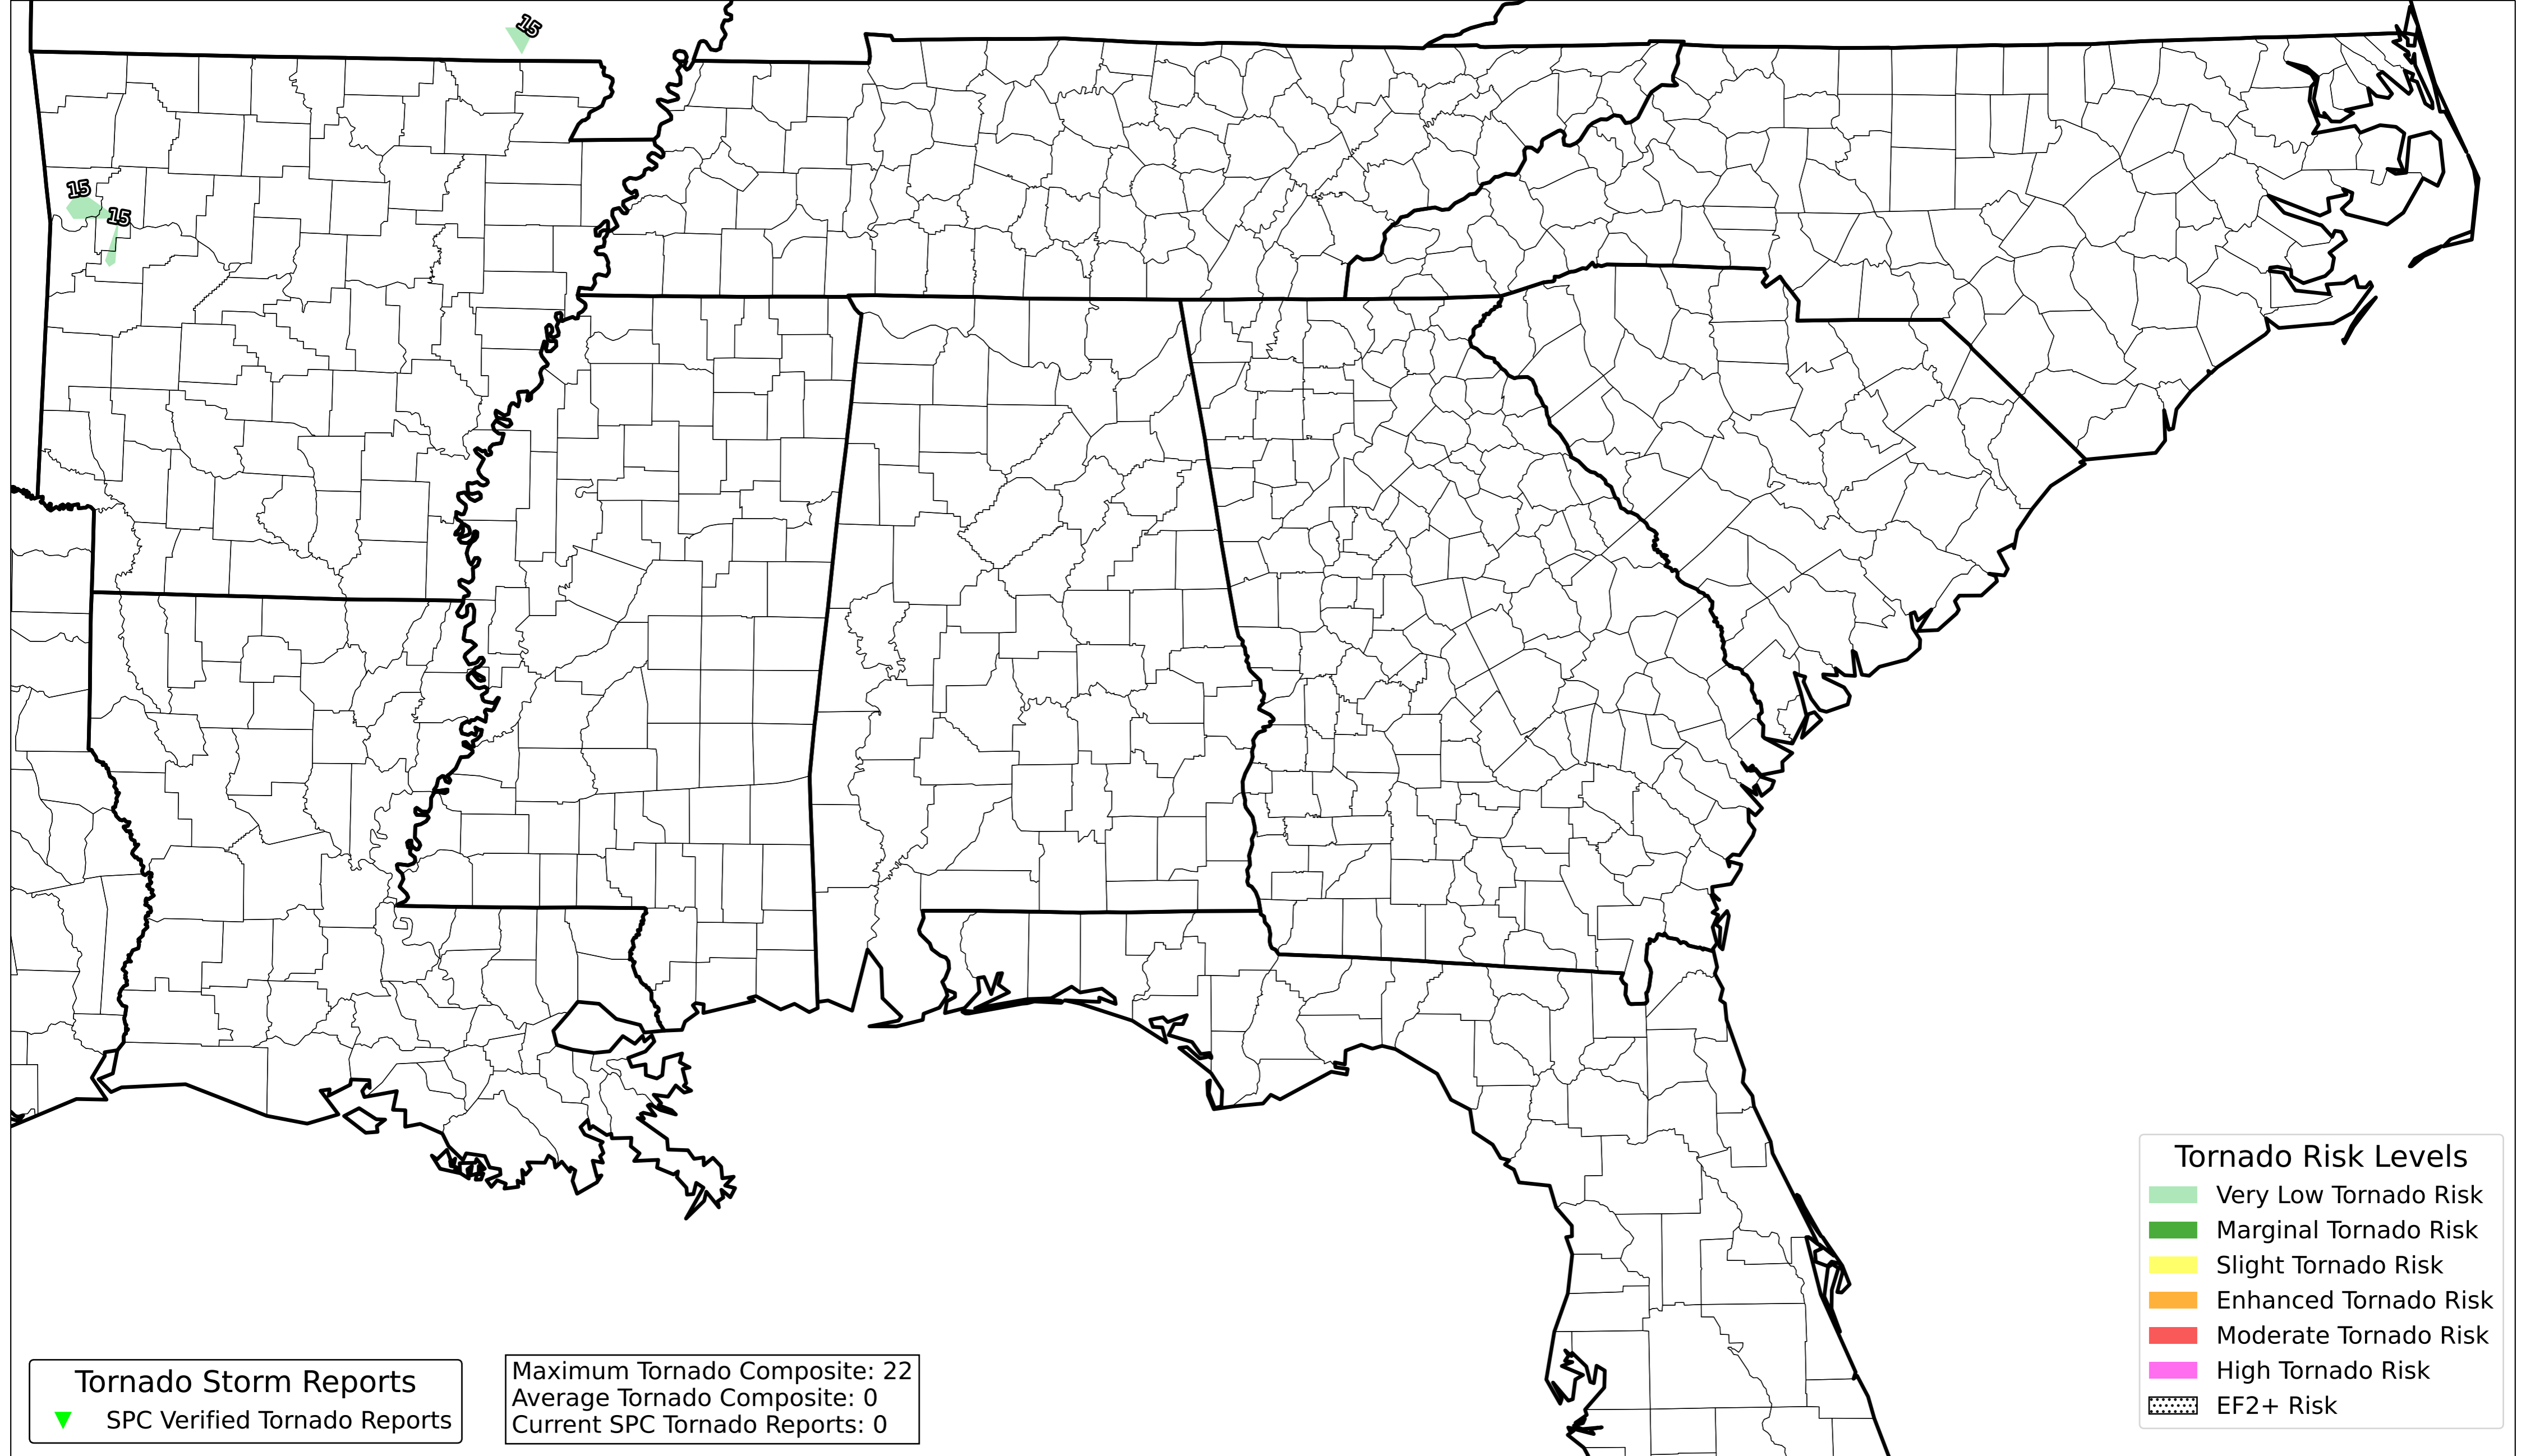 15
15
15
Tornado Risk Levels
Very Low Tornado Risk
Marginal Tornado Risk
Slight Tornado Risk
Enhanced Tornado Risk
Moderate Tornado Risk
High Tornado Risk
EF2+ Risk
Tornado Storm Reports
SPC Verified Tornado Reports
Maximum Tornado Composite: 22
Average Tornado Composite: 0
Current SPC Tornado Reports: 0